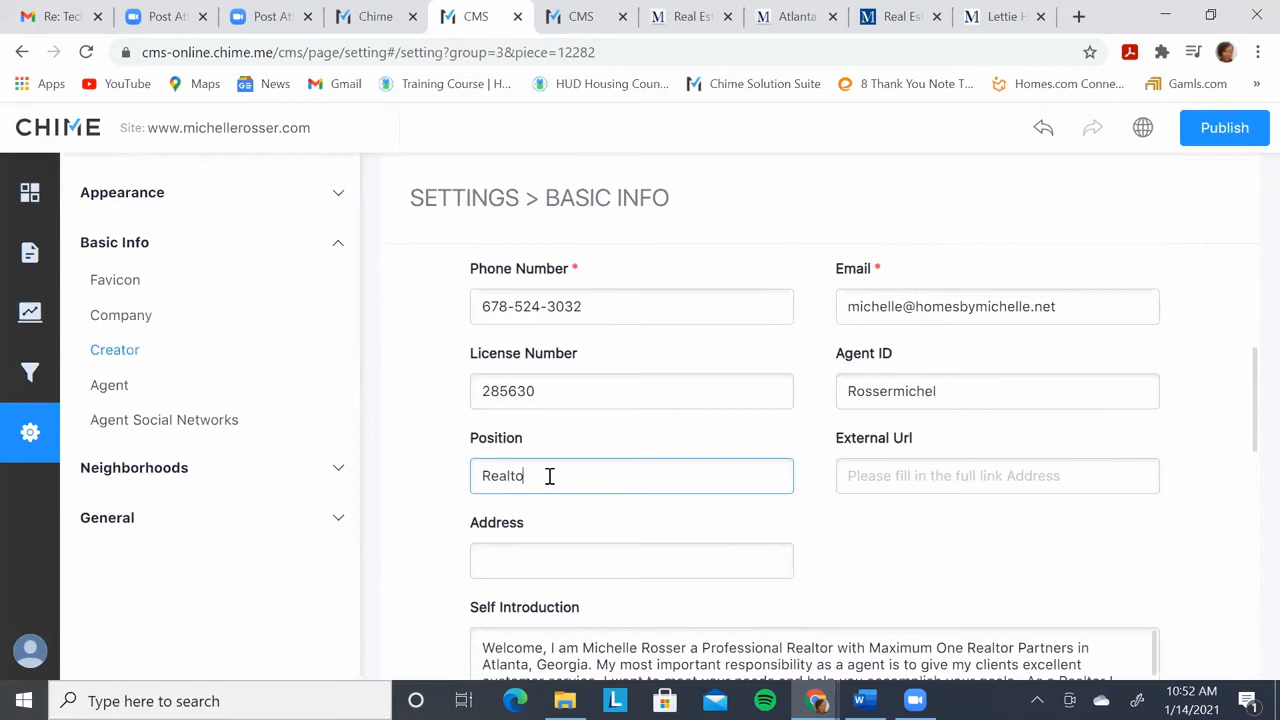 Re: Tech
Post Att
Post Att
Chime
CMS
CMS
Real Es
Atlanta
Real Es
Lettie H
cms-online.chime.me/cms/page/setting#/setting?group=3&piece=12282
Apps
YouTube
Maps
News
Gmail
Training Course | H...
HUD Housing Coun...
Chime Solution Suite
8 Thank You Note T...
Homes.com Conne...
Gamls.com
»
CHIME
Site: www.michellerosser.com
Publish
Appearance
Basic Info
Favicon
Company
Creator
Agent
Agent Social Networks
Neighborhoods
General
SETTINGS > BASIC INFO
Phone Number *
Email *
678-524-3032
michelle@homesbymichelle.net
License Number
Agent ID
285630
Rossermichel
Position
External Url
Realto
Please fill in the full link Address
Address
Self Introduction
Welcome, I am Michelle Rosser a Professional Realtor with Maximum One Realtor Partners in
Atlanta, Georgia. My most important responsibility as a agent is to give my clients excellent
Type here to search
10:52 AM
1/14/2021
1